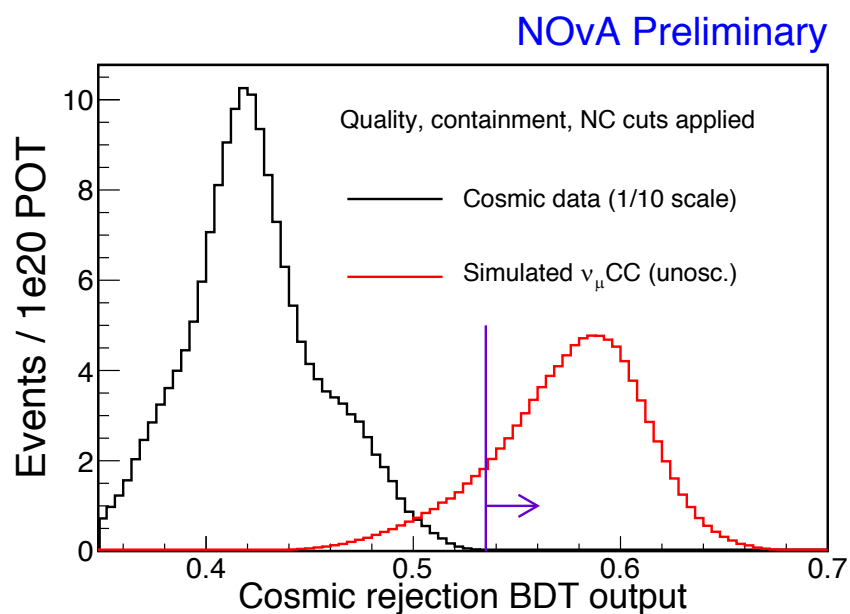 NOvA Preliminary
Quality, containment, NC cuts applied
Cosmic data (1/10 scale)
Simulated νμCC (unosc.)
Events / 1e20 POT
10
8
6
4
2
0
0.4 0.5 0.6 0.7
Cosmic rejection BDT output